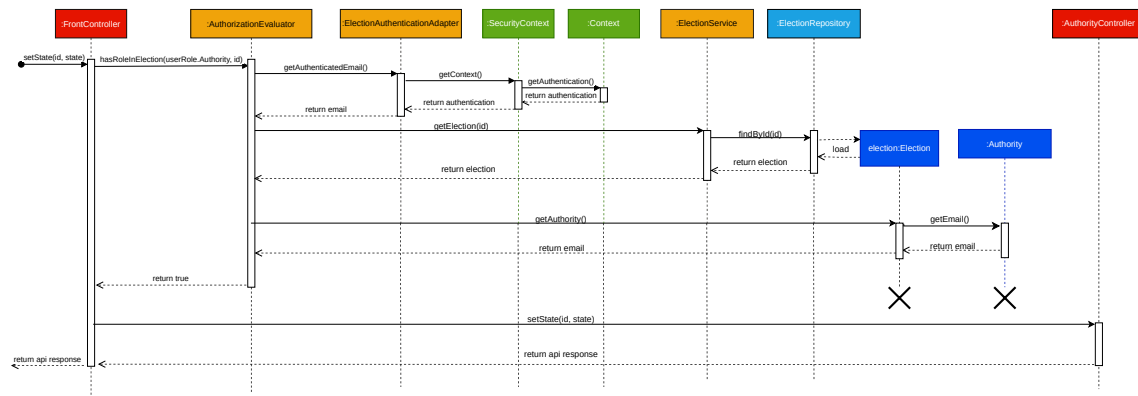 :FrontController
:AuthorizationEvaluator
:ElectionAuthenticationAdapter
:SecurityContext
:Context
:ElectionService
:ElectionRepository
:AuthorityController
setState(id, state)
hasRoleInElection(userRole.Authority, id)
getAuthenticatedEmail()
getContext()
getAuthentication()
return authentication
return authentication
return email
getElection(id)
findById(id)
load
election:Election
:Authority
return election
return election
getAuthority()
getEmail()
return email
return email
return true
setState(id, state)
return api response
return api response